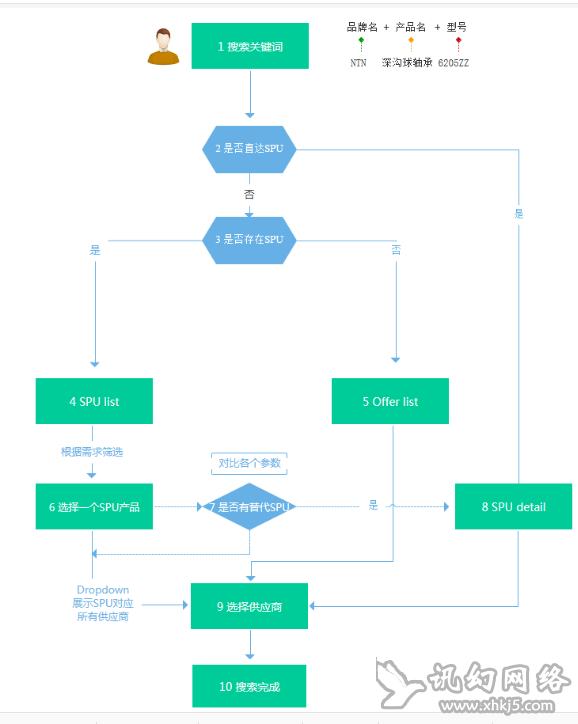 品牌名 + 产品名 + 型号
NTN 深沟球轴承 6205ZZ
1 搜索关键词
2 是否直达SPU
否
是
3 是否存在SPU
是
否
4 SPU list
5 Offer list
根据需求筛选
对比各个参数
6 选择一个SPU产品
7 是否有替代SPU
是
8 SPU detail
Dropdown
展示SPU对应
所有供应商
9 选择供应商
10 搜索完成
讯幻网络
www.xhkj5.com